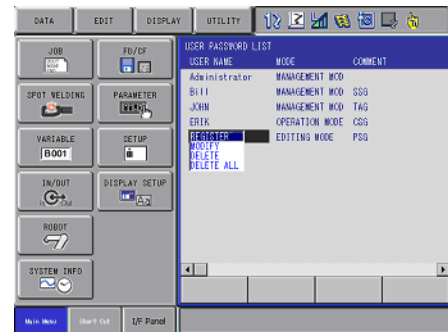 DATA EDIT DISPLAY UTILITY
JOB FD/CF
SPOT WELDING PARAMETER
VARIABLE SETUP
B001
IN/OUT DISPLAY SETUP
In Out
ROBOT
SYSTEM INFO
USER PASSWORD LIST
USER NAME MODE COMMENT
Administrator MANAGEMENT MOD
Bill MANAGEMENT MOD SSG
JOHN MANAGEMENT MOD TAG
ERIK OPERATION MODE CSG
REGISTER EDITING MODE PSG
MODIFY
DELETE
DELETE ALL
Main Menu Short Cut I/F Panel